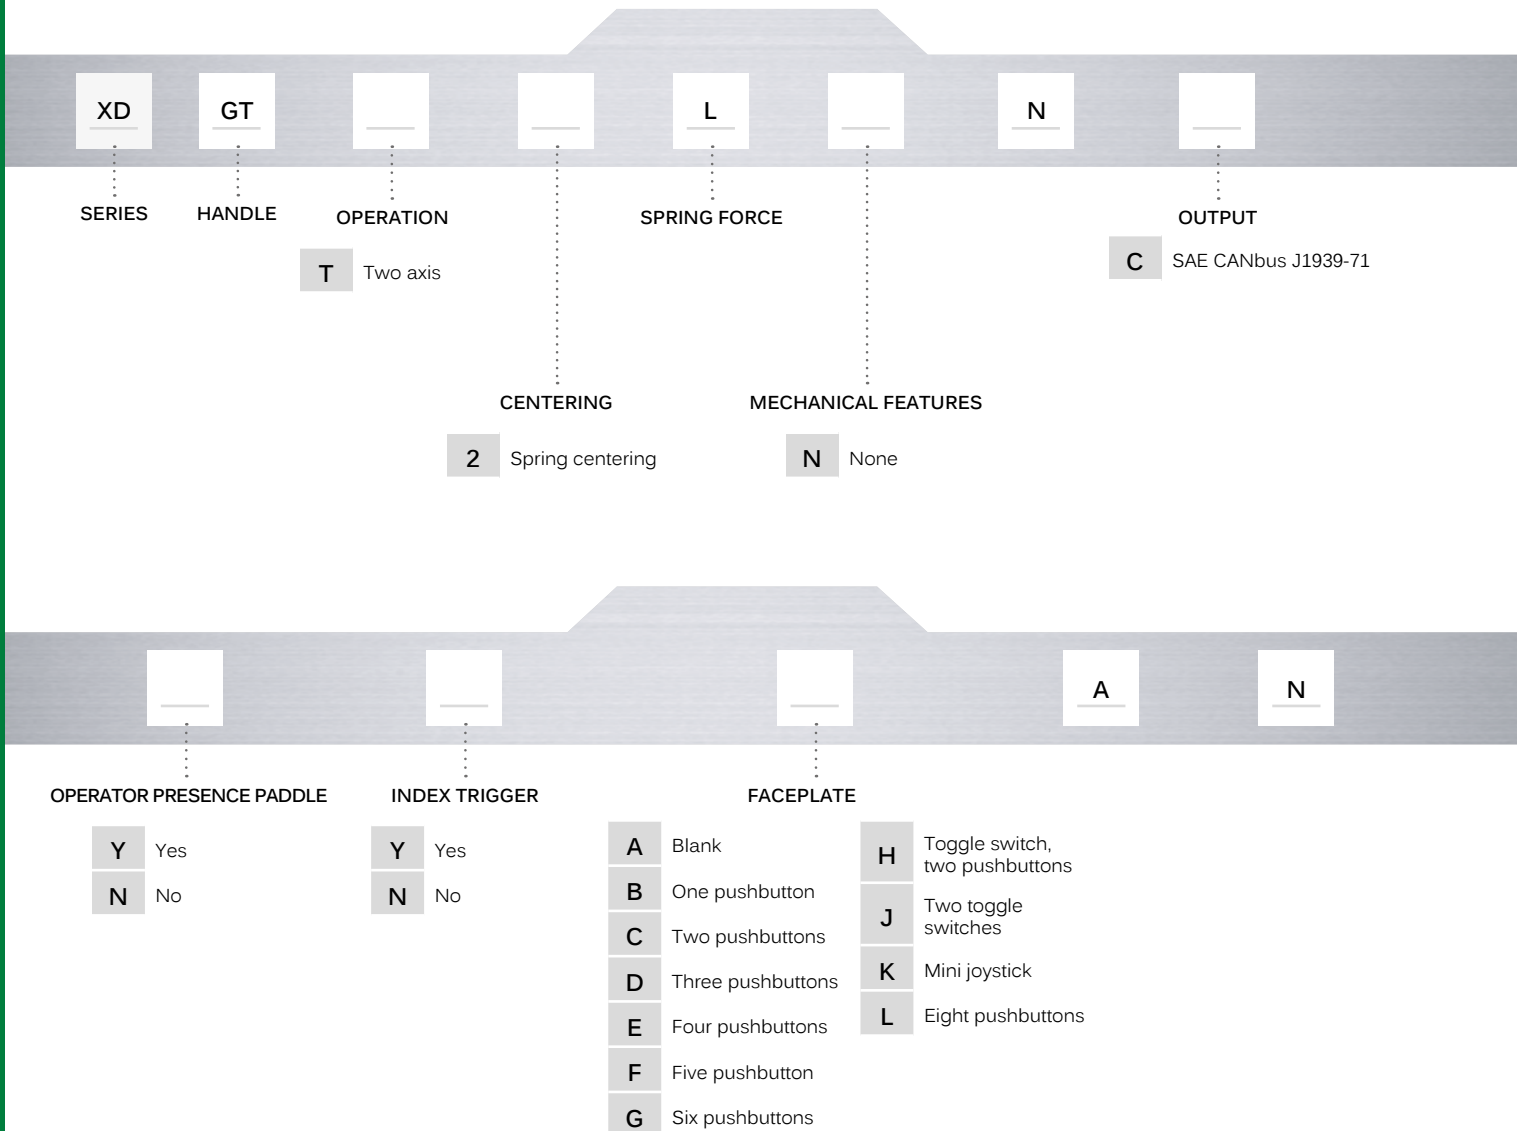 XD GT L N
SERIES HANDLE OPERATION SPRING FORCE OUTPUT
T Two axis
C SAE CANbus J1939-71
CENTERING MECHANICAL FEATURES
2 Spring centering
N None
A N
OPERATOR PRESENCE PADDLE INDEX TRIGGER FACEPLATE
Y Yes
N No
Y Yes
N No
A Blank
B One pushbutton
C Two pushbuttons
D Three pushbuttons
E Four pushbuttons
F Five pushbutton
G Six pushbuttons
H Toggle switch,
two pushbuttons
J Two toggle
switches
K Mini joystick
L Eight pushbuttons